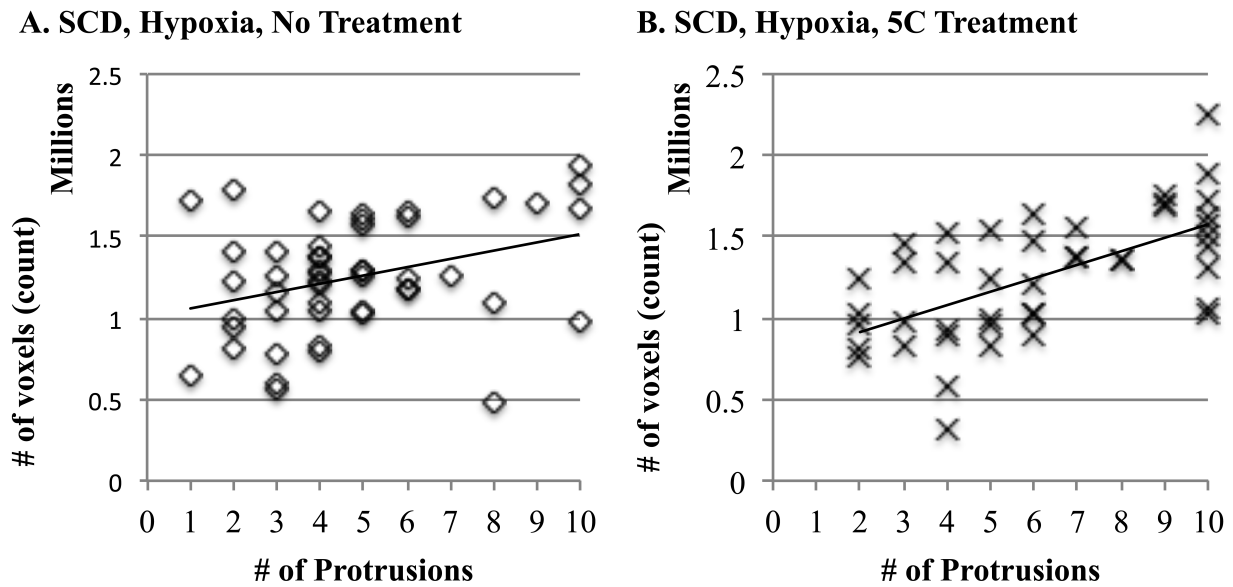 A. SCD, Hypoxia, No Treatment
2.5
2
1.5
1
0.5
0
Millions
# of voxels (count)
0 1 2 3 4 5 6 7 8 9 10
# of Protrusions
B. SCD, Hypoxia, 5C Treatment
2.5
2
1.5
1
0.5
0
Millions
# of voxels (count)
0 1 2 3 4 5 6 7 8 9 10
# of Protrusions